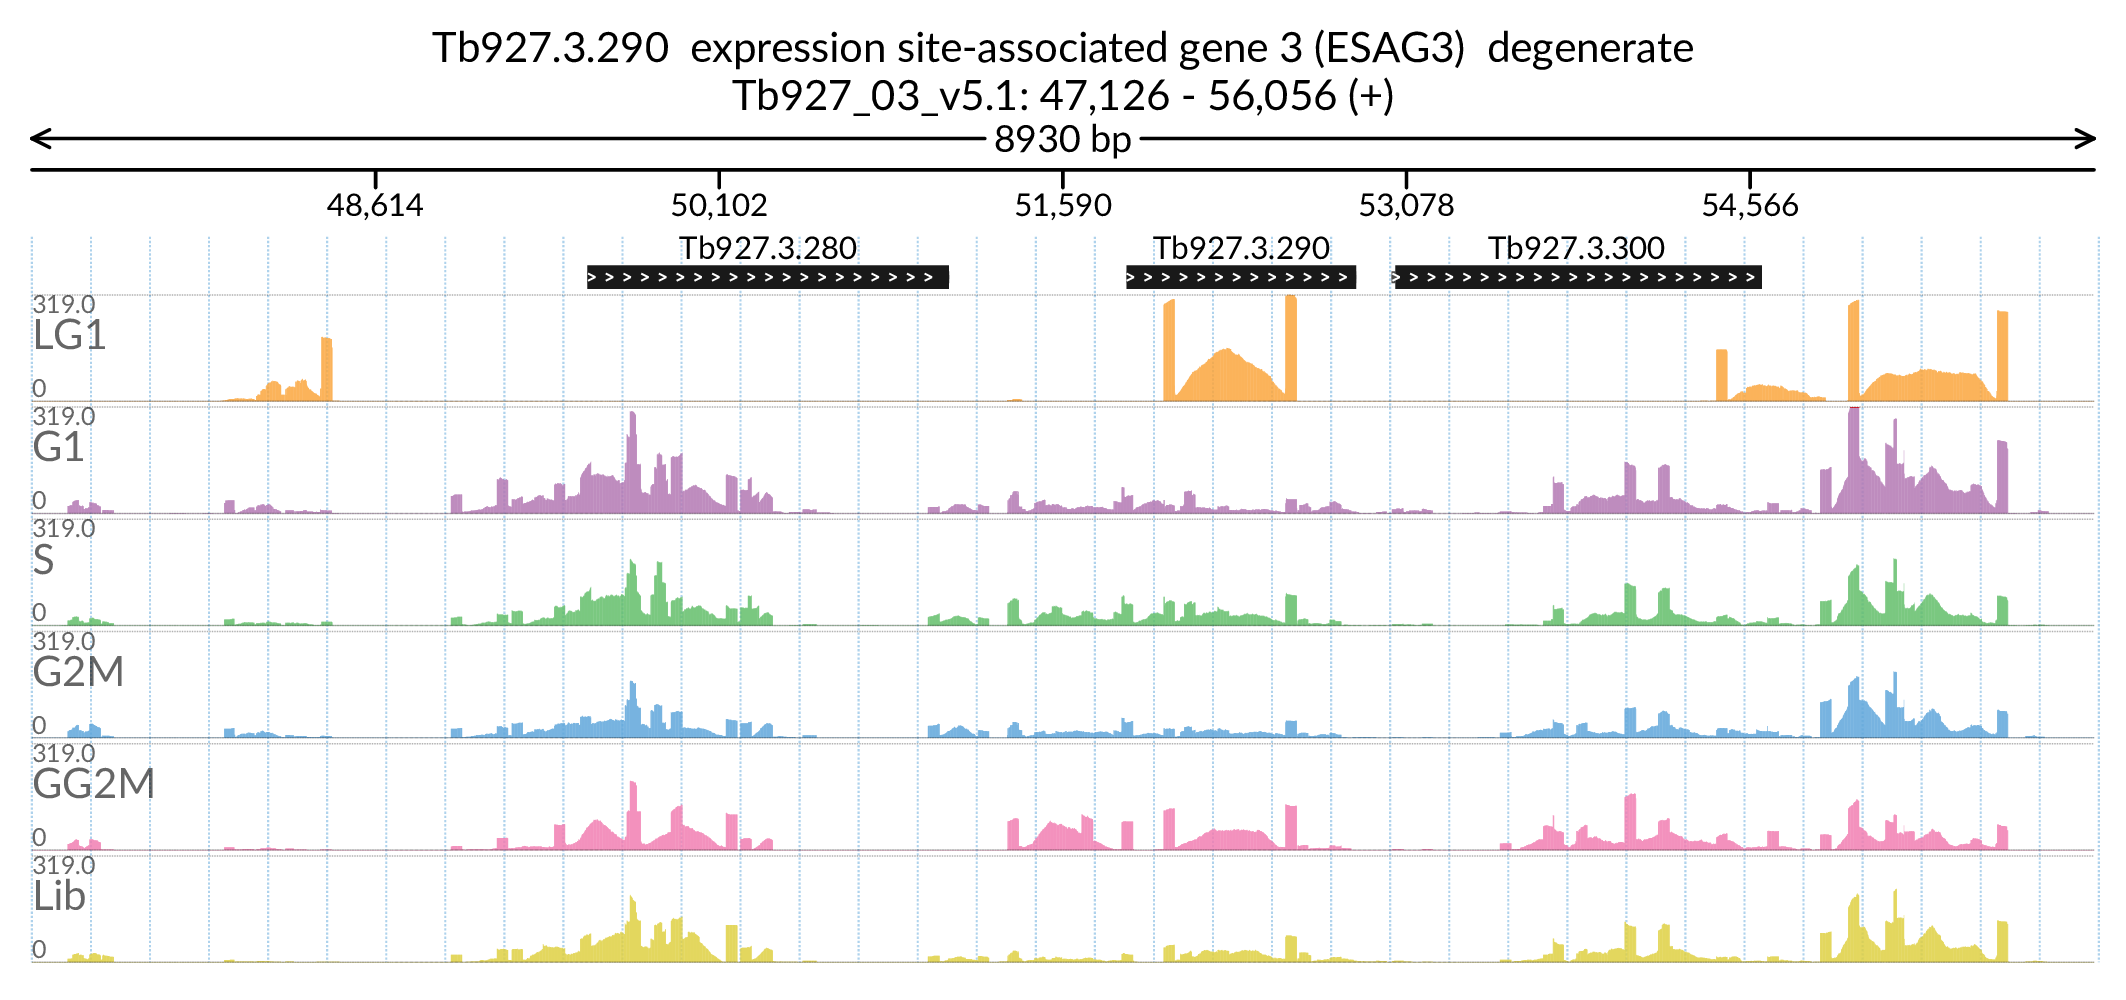 Tb927.3.290 expression site-associated gene 3 (ESAG3) degenerate
Tb927_03_v5.1: 47,126 - 56,056 (+)
8930 bp
48,614 50,102 51,590 53,078 54,566
Tb927.3.280 Tb927.3.290 Tb927.3.300
319.0
LG1
0
319.0
G1
0
319.0
S
0
319.0
G2M
0
319.0
GG2M
0
319.0
Lib
0